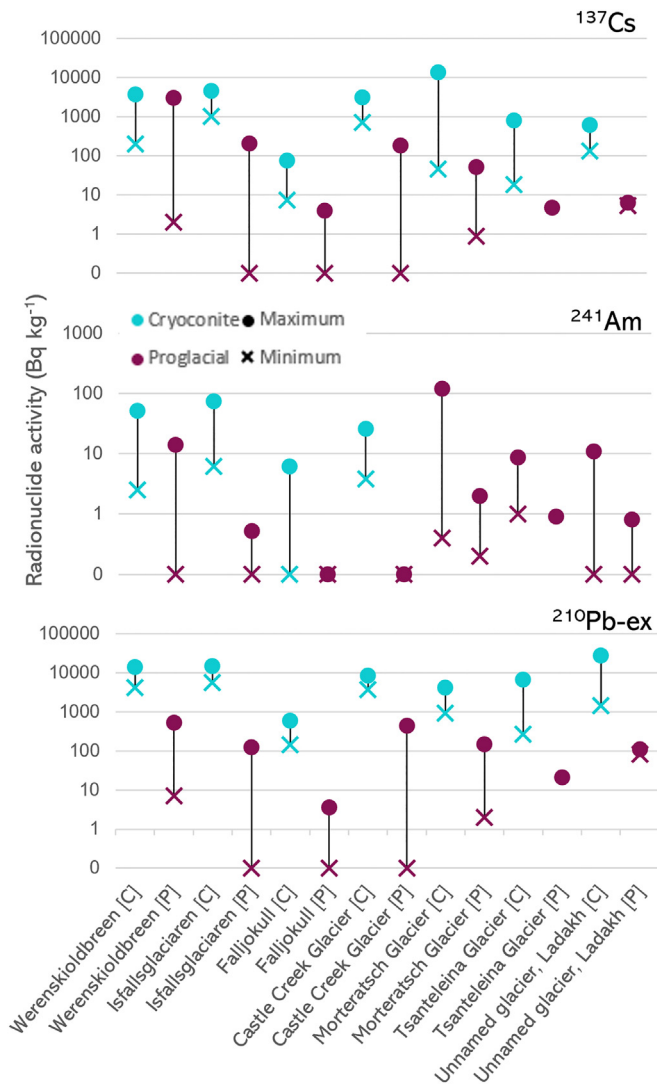 ¹³⁷Cs
100000
10000
1000
100
10
1
0
Radionuclide activity (Bq kg⁻¹)
Cryoconite Maximum
Proglacial Minimum
²⁴¹Am
1000
100
10
1
0
²¹⁰Pb-ex
100000
10000
1000
100
10
1
0
Werenskioldbreen [C]
Werenskioldbreen [P]
Isfallsglaciaren [C]
Isfallsglaciaren [P]
Falljokull [C]
Falljokull [P]
Castle Creek Glacier [C]
Castle Creek Glacier [P]
Morteratsch Glacier [C]
Morteratsch Glacier [P]
Tsanteleina Glacier [C]
Tsanteleina Glacier [P]
Unnamed glacier, Ladakh [C]
Unnamed glacier, Ladakh [P]